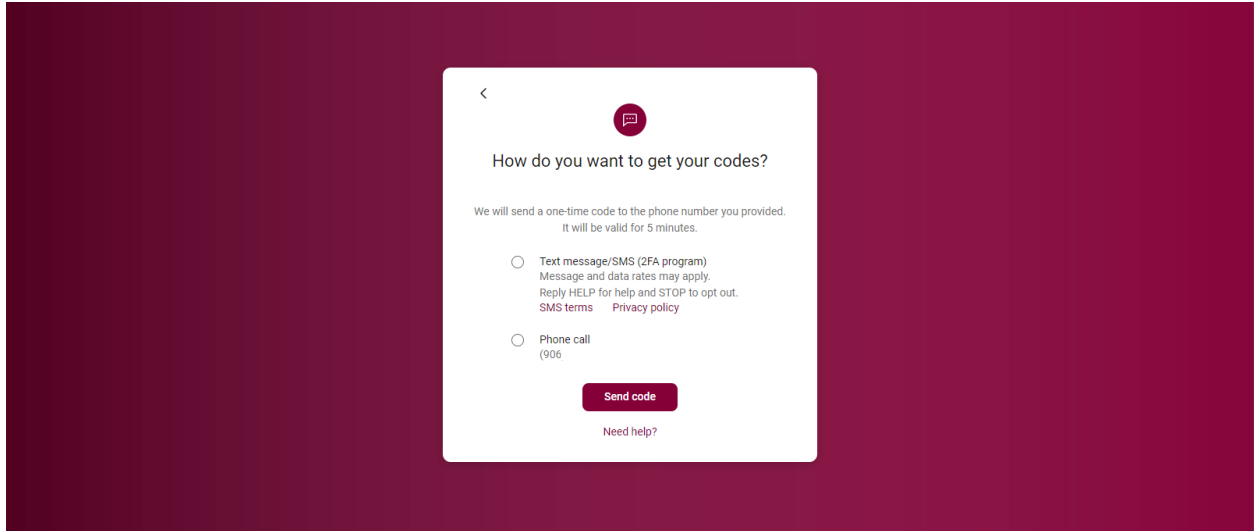 How do you want to get your codes?
We will send a one-time code to the phone number you provided.
It will be valid for 5 minutes.
Text message/SMS (2FA program)
Message and data rates may apply.
Reply HELP for help and STOP to opt out.
SMS terms Privacy policy
Phone call
(906
Send code
Need help?